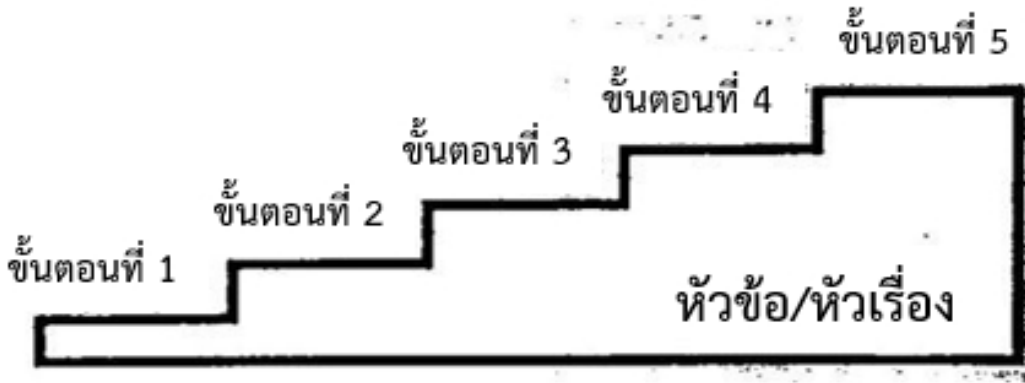 ขั้นตอนที่ 5
ขั้นตอนที่ 4
ขั้นตอนที่ 3
ขั้นตอนที่ 2
ขั้นตอนที่ 1
หัวข้อ/หัวเรื่อง